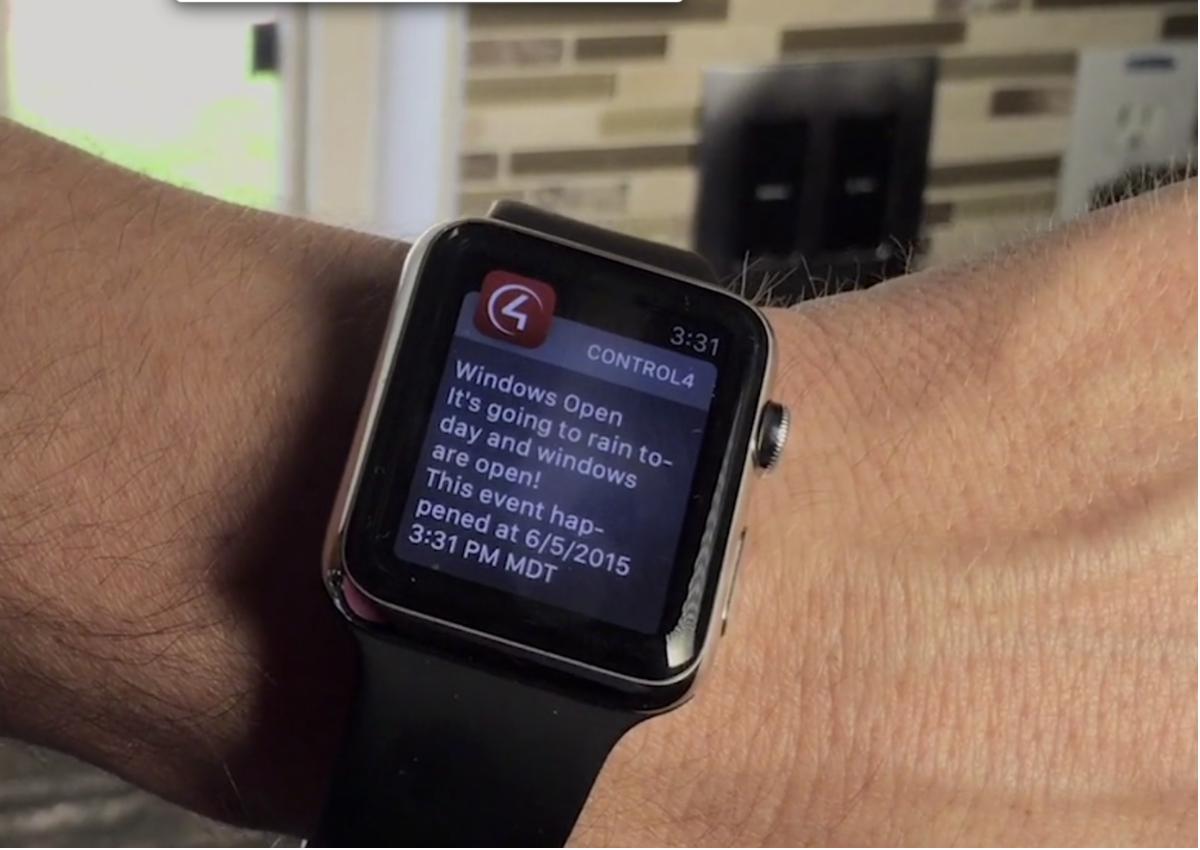 4
3:31
CONTROL4
Windows Open
It's going to rain to-
day and windows
are open!
This event hap-
pened at 6/5/2015
3:31 PM MDT